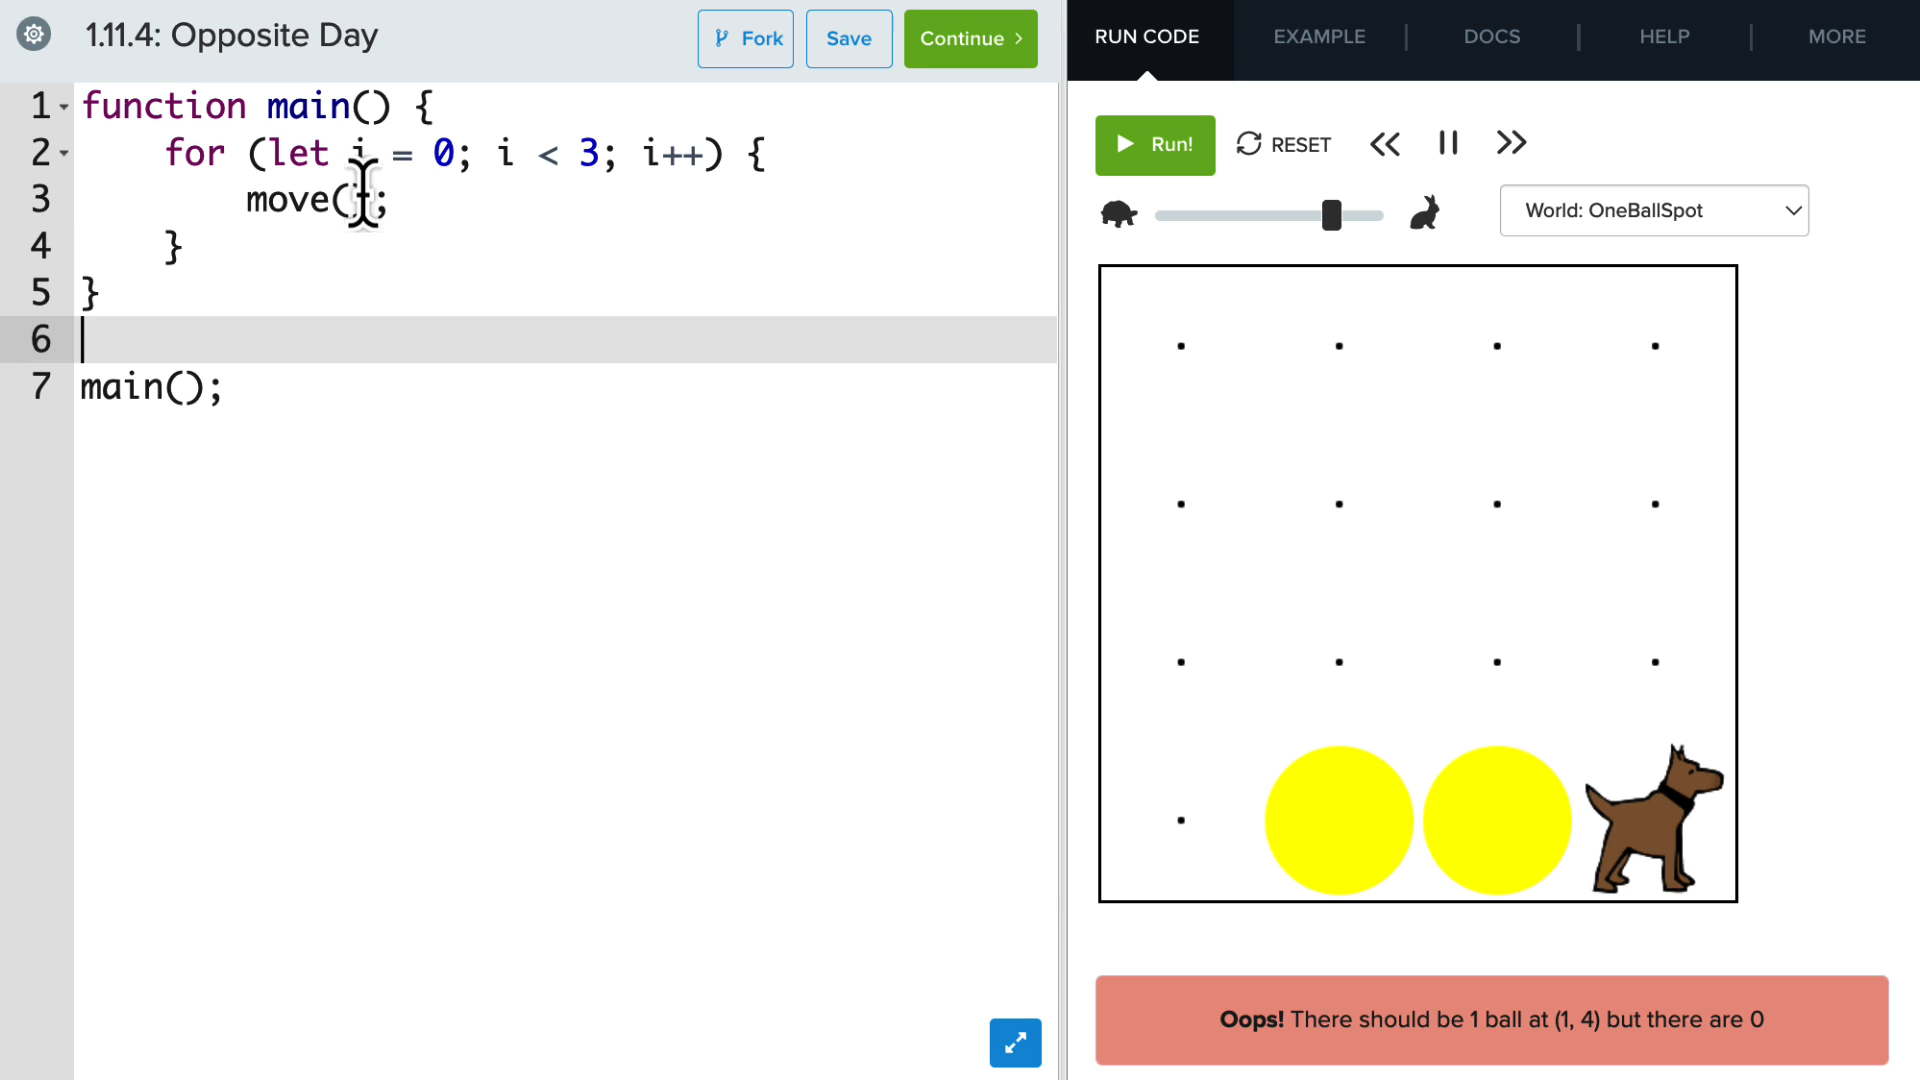 1.11.4: Opposite Day
Fork
Save
Continue >
RUN CODE
EXAMPLE
DOCS
HELP
MORE
1 function main() {
2 for (let i = 0; i < 3; i++) {
3 move();
4 }
5 }
6
7 main();
Run!
RESET
World: OneBallSpot
Oops! There should be 1 ball at (1, 4) but there are 0